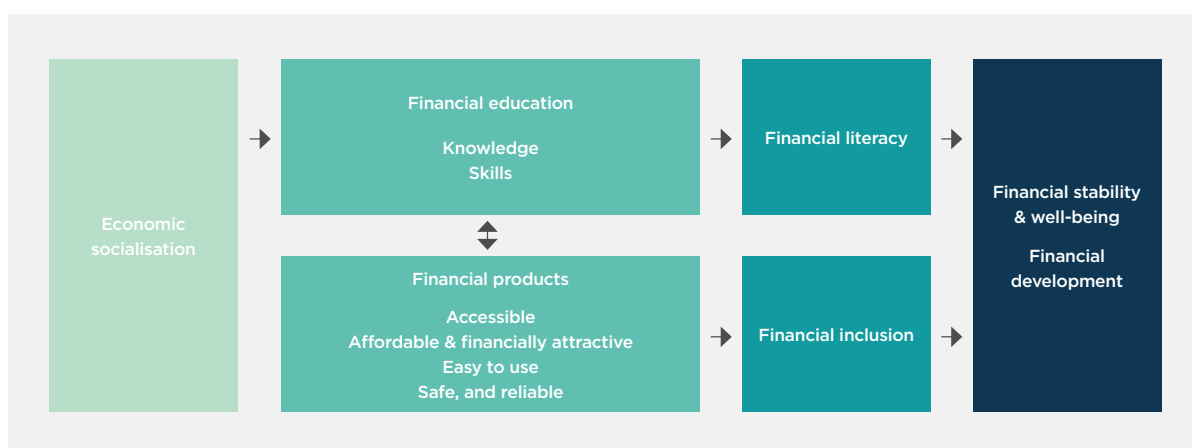 Economic
socialisation
Financial education
Knowledge
Skills
Financial products
Accessible
Affordable & financially attractive
Easy to use
Safe, and reliable
Financial literacy
Financial inclusion
Financial stability
& well-being
Financial
development